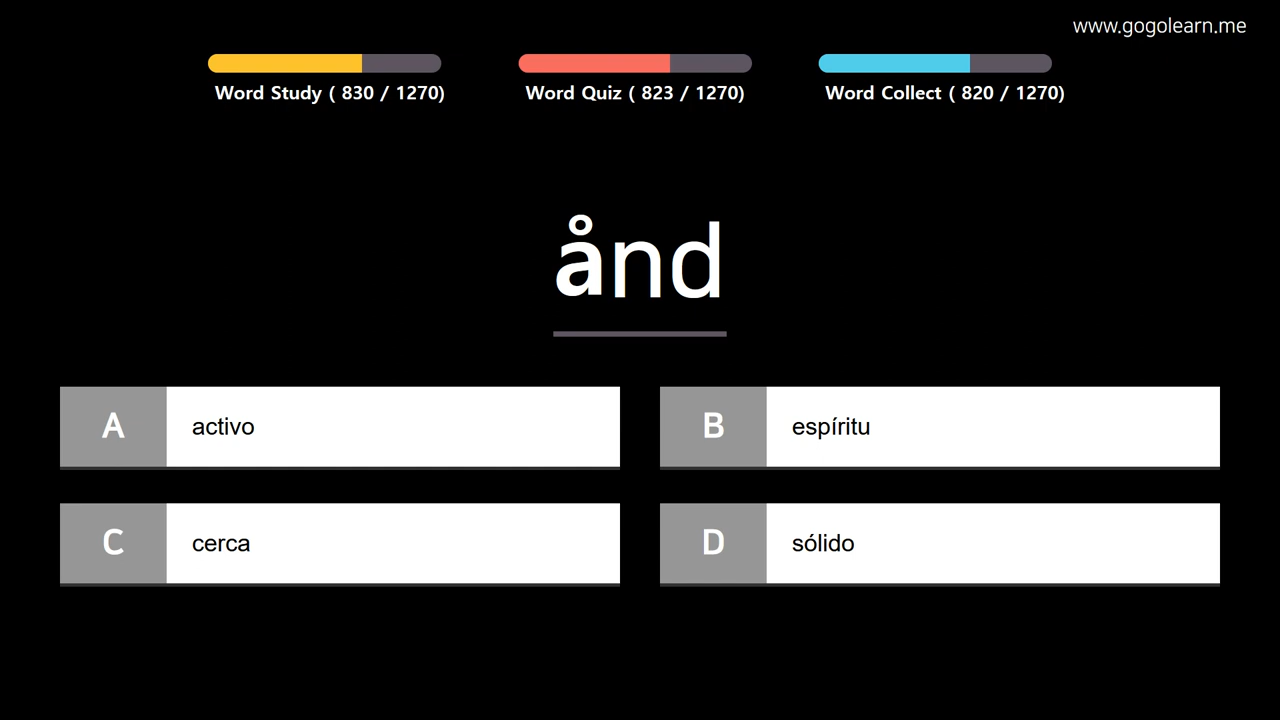 www.gogolearn.me
Word Study ( 830 / 1270)
Word Quiz ( 823 / 1270)
Word Collect ( 820 / 1270)
ånd
A activo
B espíritu
C cerca
D sólido